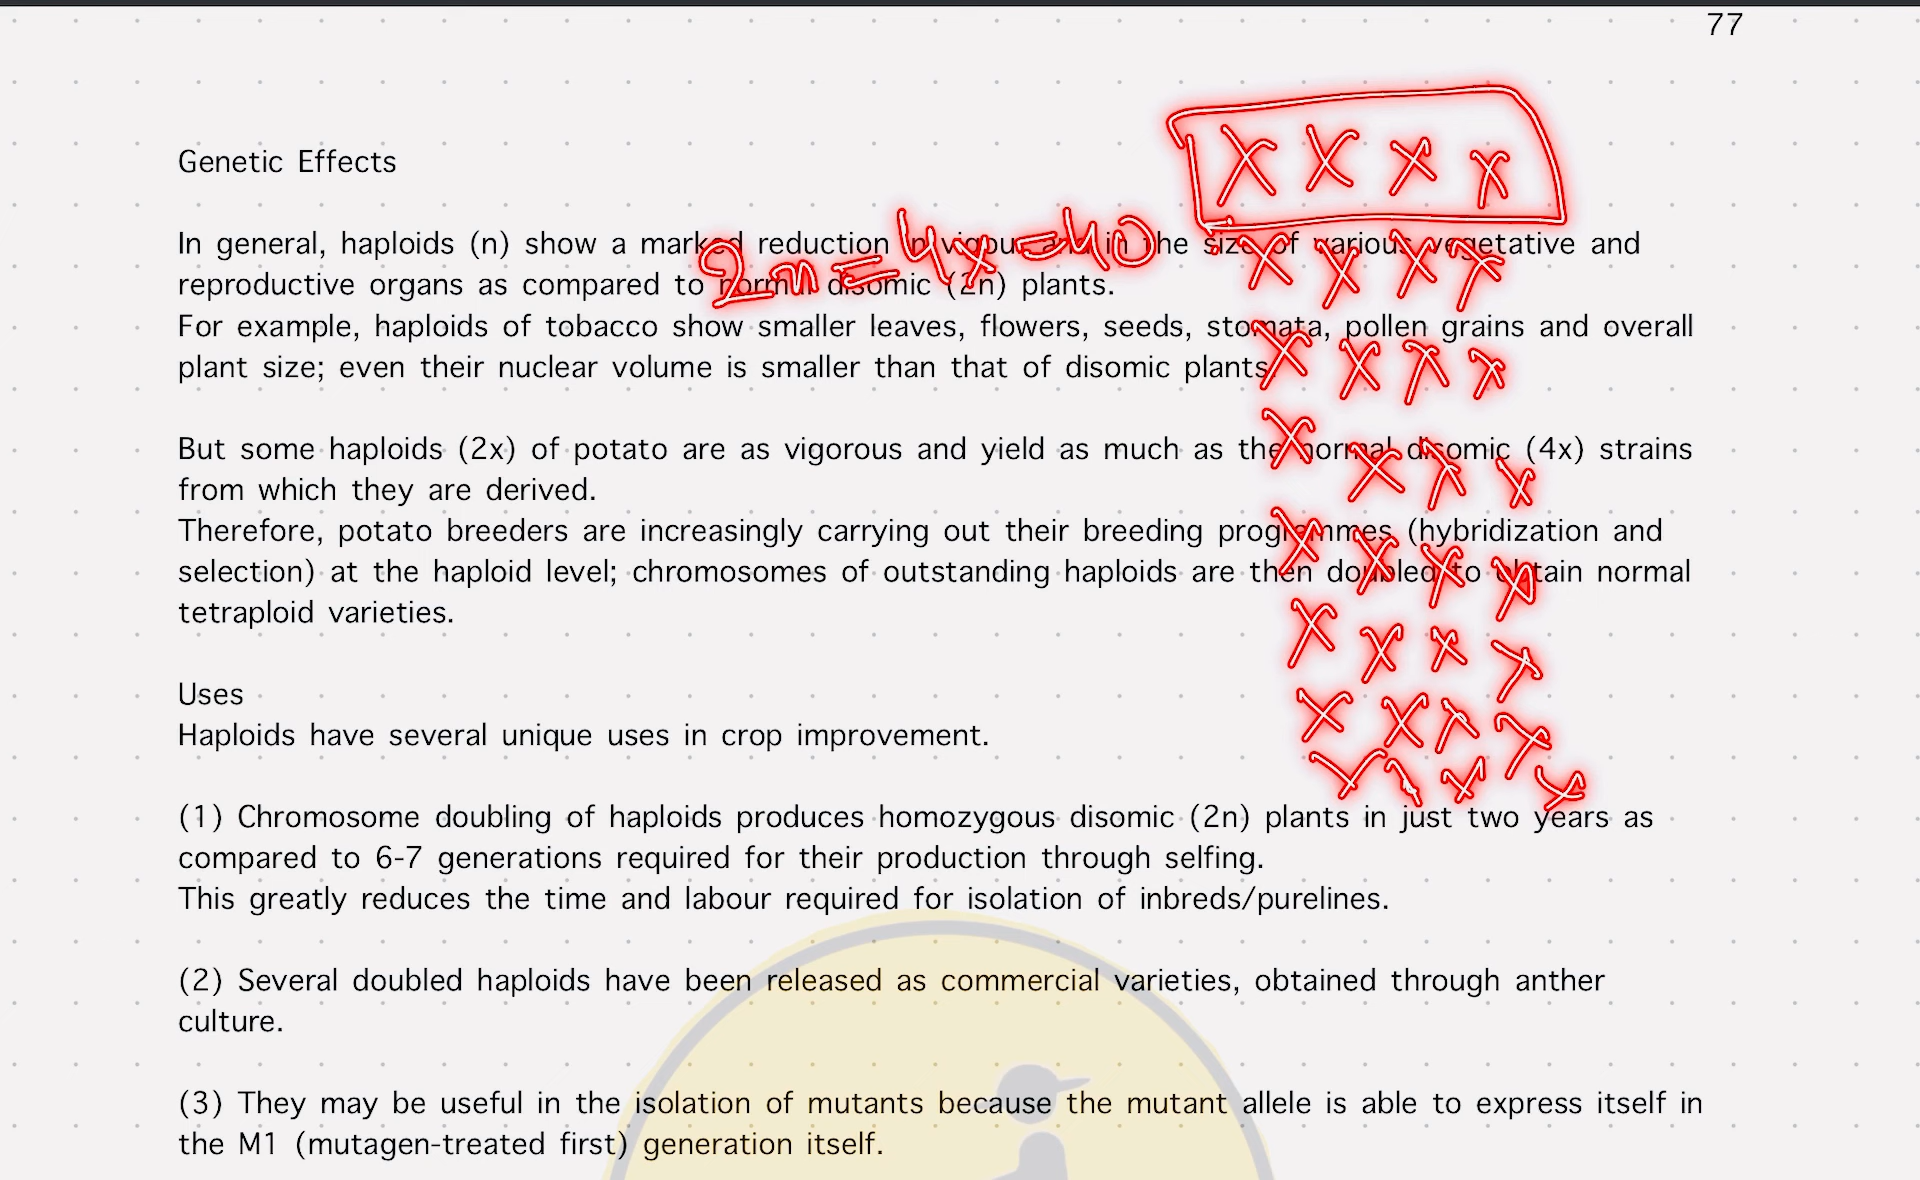 77
Genetic Effects
2n=4x=40
X X X X
In general, haploids (n) show a marked reduction in vigour and in the size of various vegetative and
X X X X
reproductive organs as compared to normal disomic (2n) plants.
For example, haploids of tobacco show smaller leaves, flowers, seeds, stomata, pollen grains and overall
X X X X
plant size; even their nuclear volume is smaller than that of disomic plants.
But some haploids (2x) of potato are as vigorous and yield as much as the normal disomic (4x) strains
X X X X
from which they are derived.
Therefore, potato breeders are increasingly carrying out their breeding programmes (hybridization and
X X X X
selection) at the haploid level; chromosomes of outstanding haploids are then doubled to obtain normal
tetraploid varieties.
X X X X
Uses
Haploids have several unique uses in crop improvement.
X X X X
X X X X
(1) Chromosome doubling of haploids produces homozygous disomic (2n) plants in just two years as
compared to 6-7 generations required for their production through selfing.
This greatly reduces the time and labour required for isolation of inbreds/purelines.
(2) Several doubled haploids have been released as commercial varieties, obtained through anther
culture.
(3) They may be useful in the isolation of mutants because the mutant allele is able to express itself in
the M1 (mutagen-treated first) generation itself.